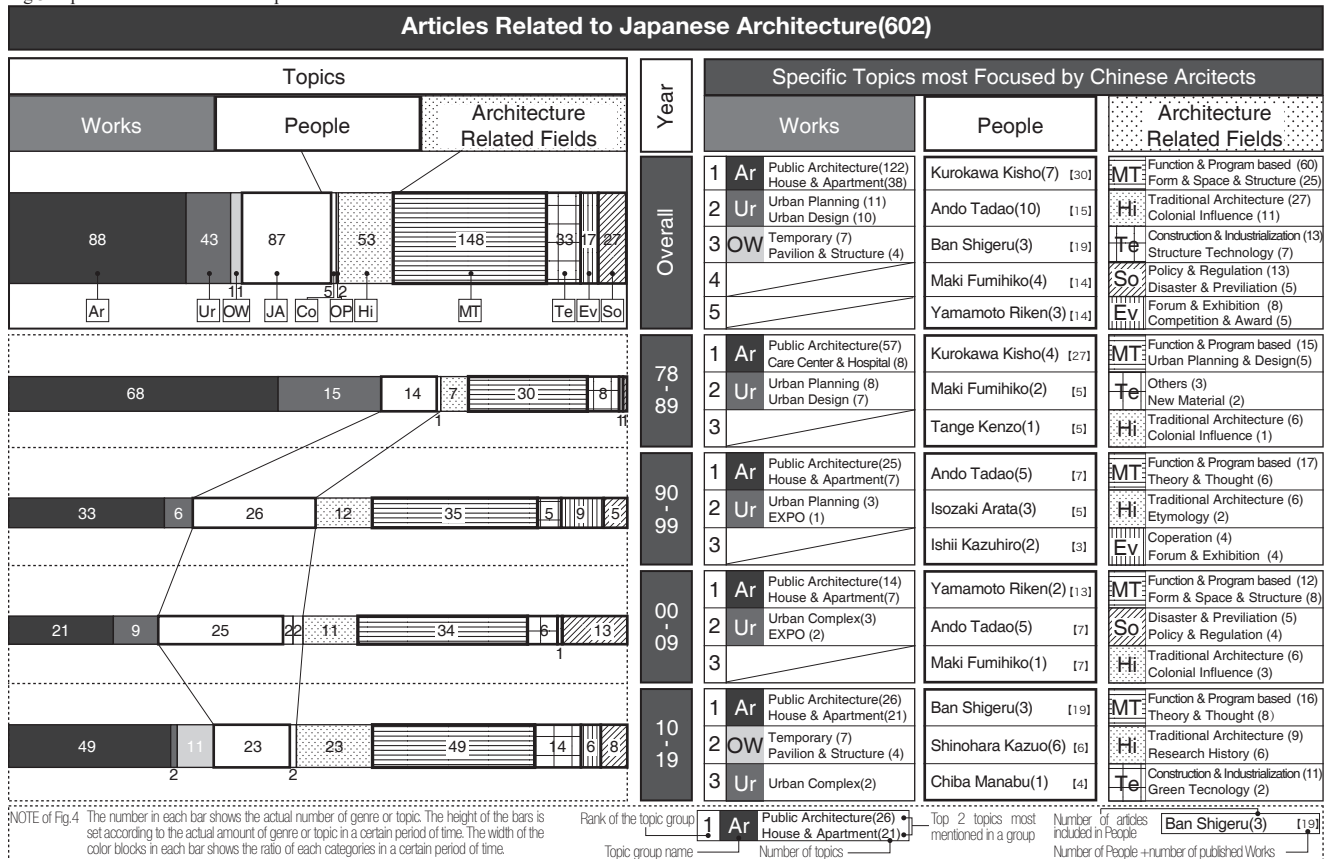 Articles Related to Japanese Architecture(602)
Topics
Works
People
Architecture
Related Fields
88
43
11
87
5
2
53
148
33
17
27
Ar
Ur
OW
JA
Co
OP
Hi
MT
Te
Ev
So
68
15
14
1
7
30
8
1
1
33
6
26
12
35
5
9
5
21
9
25
2
2
11
34
6
1
13
49
2
11
23
2
23
49
14
6
8
Year
Specific Topics most Focused by Chinese Arcitects
Works
People
Architecture
Related Fields
Overall
1 Ar Public Architecture(122)
House & Apartment(38)
2 Ur Urban Planning (11)
Urban Design (10)
3 OW Temporary (7)
Pavilion & Structure (4)
4
5
Kurokawa Kisho(7) [30]
Ando Tadao(10) [15]
Ban Shigeru(3) [19]
Maki Fumihiko(4) [14]
Yamamoto Riken(3) [14]
MT Function & Program based (60)
Form & Space & Structure (25)
Hi Traditional Architecture (27)
Colonial Influence (11)
Te Construction & Industrialization (13)
Structure Technology (7)
So Policy & Regulation (13)
Disaster & Previliation (5)
Ev Forum & Exhibition (8)
Competition & Award (5)
78
-
89
1 Ar Public Architecture(57)
Care Center & Hospital (8)
2 Ur Urban Planning (8)
Urban Design (7)
3
Kurokawa Kisho(4) [27]
Maki Fumihiko(2) [5]
Tange Kenzo(1) [5]
MT Function & Program based (15)
Urban Planning & Design(5)
Te Others (3)
New Material (2)
Hi Traditional Architecture (6)
Colonial Influence (1)
90
-
99
1 Ar Public Architecture(25)
House & Apartment(7)
2 Ur Urban Planning (3)
EXPO (1)
3
Ando Tadao(5) [7]
Isozaki Arata(3) [5]
Ishii Kazuhiro(2) [3]
MT Function & Program based (17)
Theory & Thought (6)
Hi Traditional Architecture (6)
Etymology (2)
Ev Coperation (4)
Forum & Exhibition (4)
00
-
09
1 Ar Public Architecture(14)
House & Apartment(7)
2 Ur Urban Complex(3)
EXPO (2)
3
Yamamoto Riken(2) [13]
Ando Tadao(5) [7]
Maki Fumihiko(1) [7]
MT Function & Program based (12)
Form & Space & Structure (8)
So Disaster & Previliation (5)
Policy & Regulation (4)
Hi Traditional Architecture (6)
Colonial Influence (3)
10
-
19
1 Ar Public Architecture(26)
House & Apartment(21)
2 OW Temporary (7)
Pavilion & Structure (4)
3 Ur Urban Complex(2)
Ban Shigeru(3) [19]
Shinohara Kazuo(6) [6]
Chiba Manabu(1) [4]
MT Function & Program based (16)
Theory & Thought (8)
Hi Traditional Architecture (9)
Research History (6)
Te Construction & Industrialization (11)
Green Tecnology (2)
NOTE of Fig.4 The number in each bar shows the actual number of genre or topic. The height of the bars is
set according to the actual amount of genre or topic in a certain period of time. The width of the
color blocks in each bar shows the ratio of each categories in a certain period of time.
Rank of the topic group
1 Ar Public Architecture(26)
House & Apartment(21)
Top 2 topics most
mentioned in a group
Topic group name
Number of topics
Number of articles
included in People
Ban Shigeru(3) [19]
Number of People +number of published Works